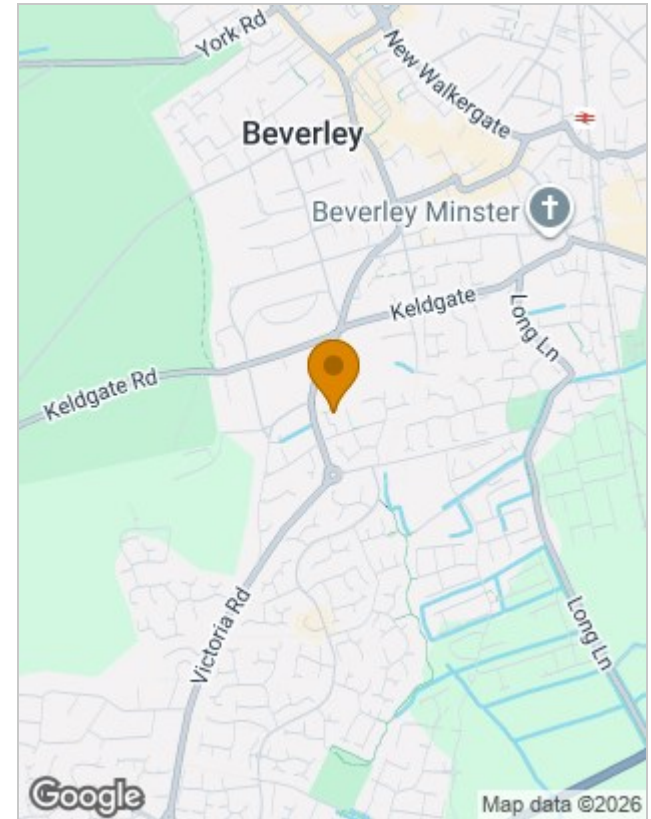 York Rd
New Walkergate
Beverley
Beverley Minster
Keldgate
Long Ln
Keldgate Rd
Victoria Rd
Long Ln
Google
Map data ©2026